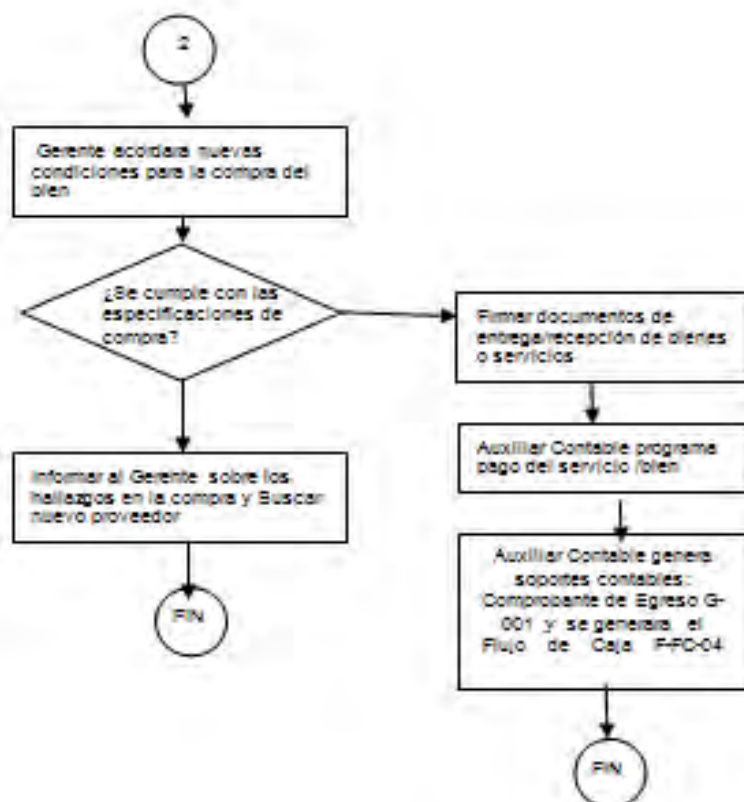 2
Gerente acordara nuevas
condiciones para la compra del
bien
¿Se cumple con las
especificaciones de
compra?
Firmar documentos de
entrega/recepción de bienes
o servicios
Auxiliar Contable programa
pago del servicio /bien
Informar al Gerente sobre los
hallazgos en la compra y Buscar
nuevo proveedor
Auxiliar Contable genera
soportes contables:
Comprobante de Egreso G-
001 y se generara el
Flujo de Caja F-FC-04
FIN
FIN